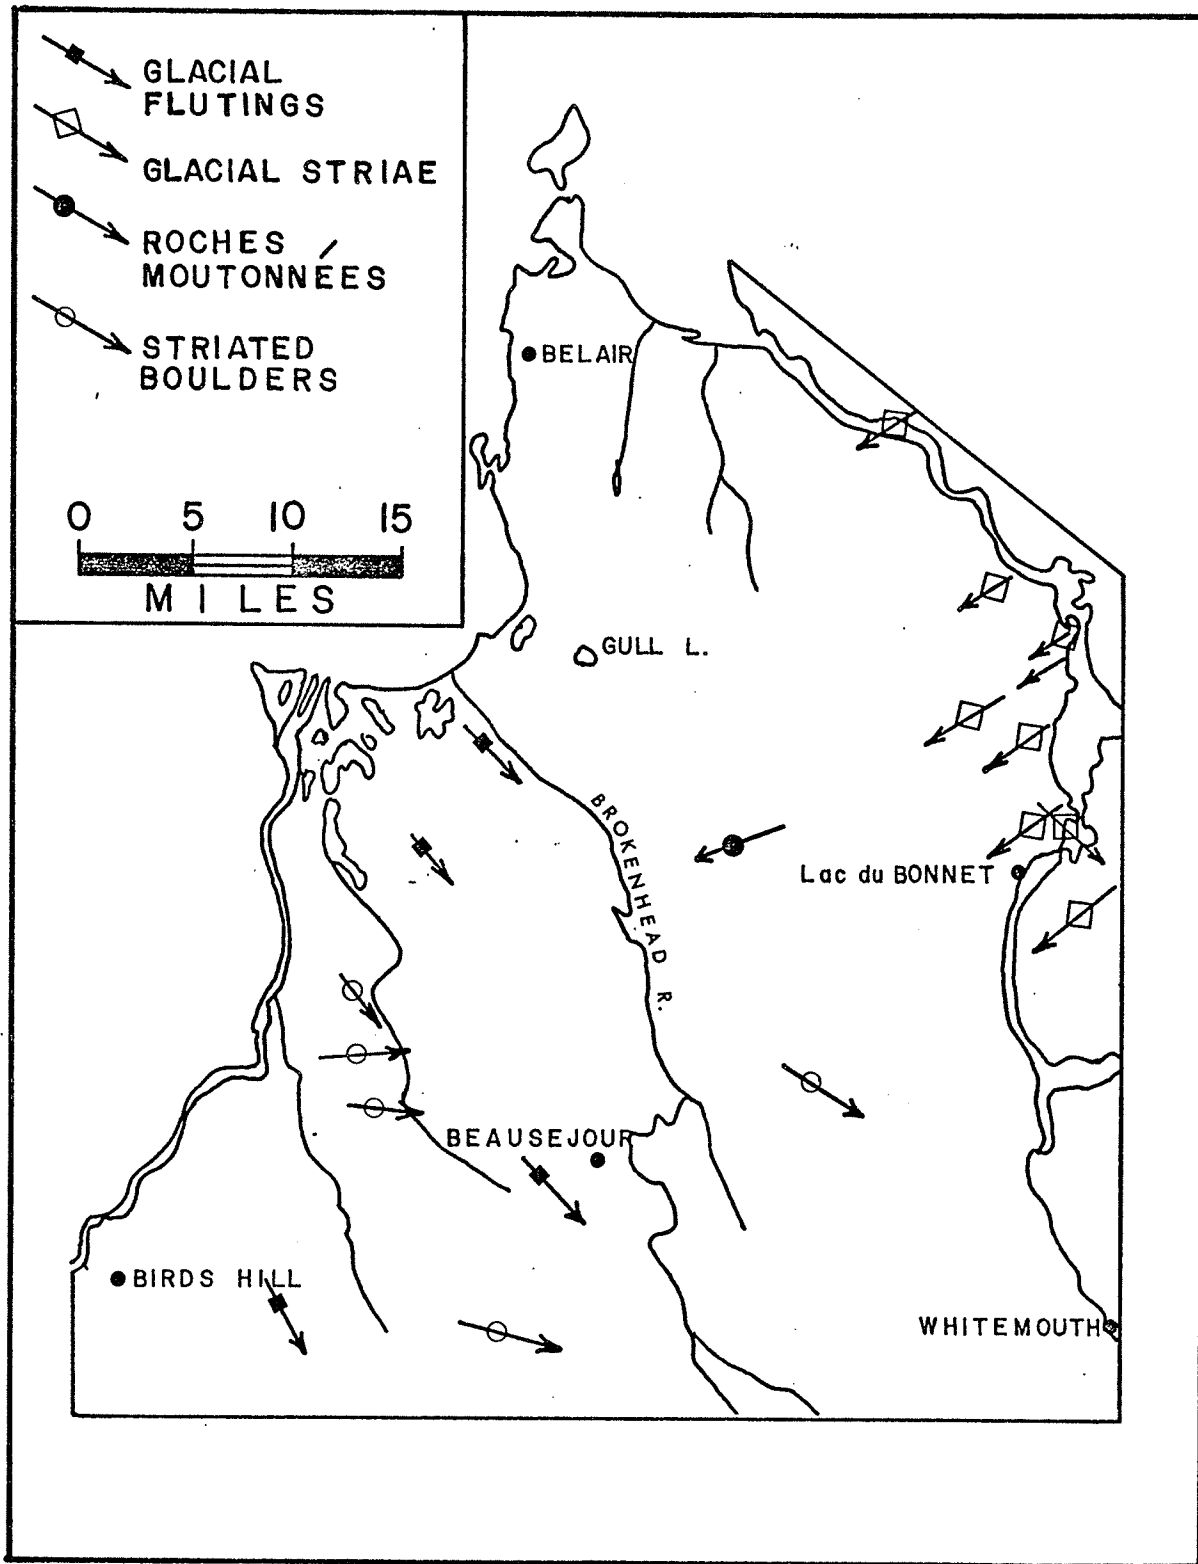 GLACIAL
FLUTINGS
GLACIAL STRIAE
ROCHES
MOUTONNÉES
STRIATED
BOULDERS
0 5 10 15
MILES
BELAIR
GULL L.
BROKENHEAD R.
Lac du BONNET
BEAUSEJOUR
BIRDS HILL
WHITEMOUTH